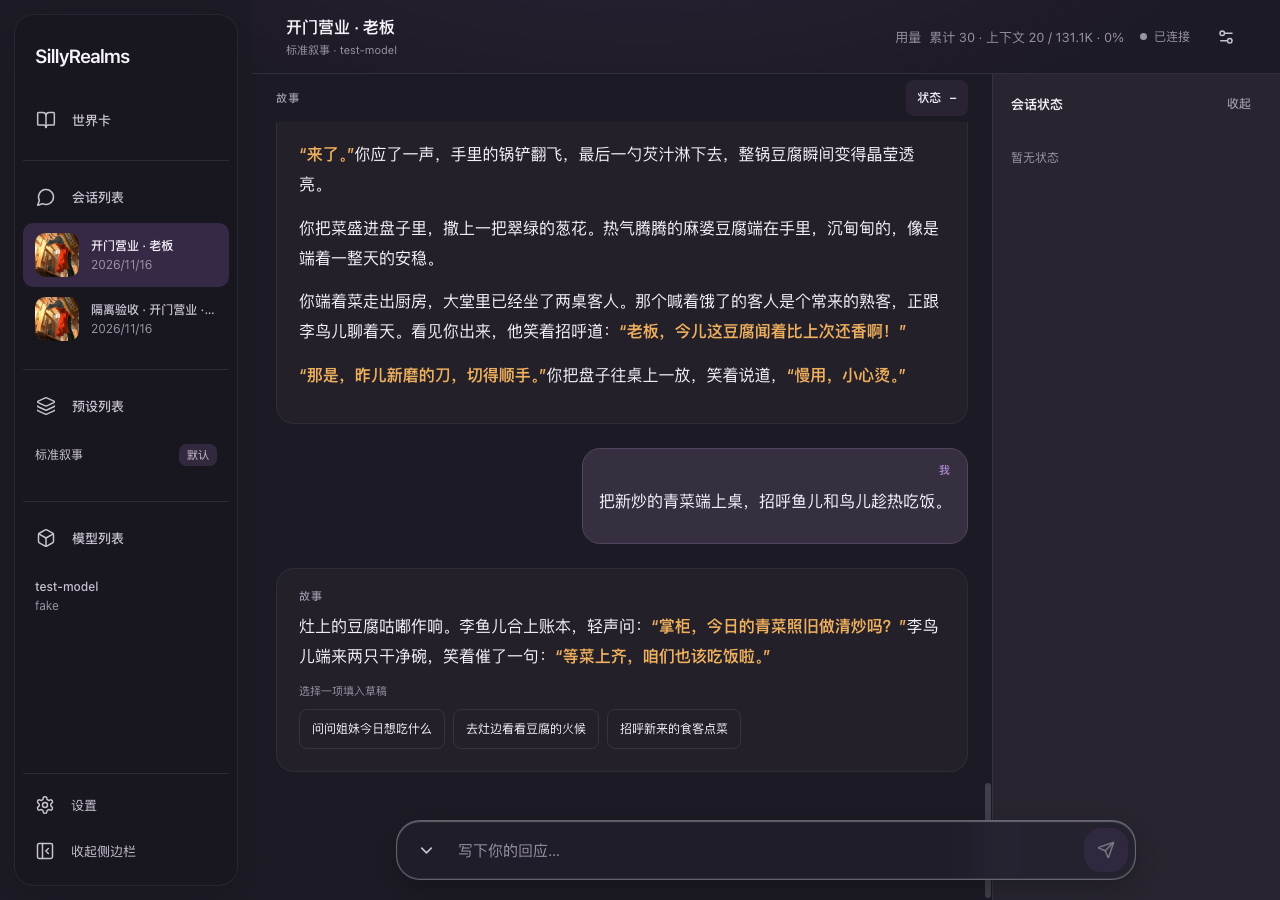 SillyRealms
世界卡
会话列表
开门营业 · 老板
2026/11/16
隔离验收 · 开门营业 ·...
2026/11/16
预设列表
标准叙事
默认
模型列表
test-model
fake
设置
收起侧边栏
开门营业 · 老板
标准叙事 · test-model
用量 累计 30 · 上下文 20 / 131.1K · 0%
已连接
故事
状态 –
“来了。”你应了一声，手里的锅铲翻飞，最后一勺芡汁淋下去，整锅豆腐瞬间变得晶莹透
亮。
你把菜盛进盘子里，撒上一把翠绿的葱花。热气腾腾的麻婆豆腐端在手里，沉甸甸的，像是
端着一整天的安稳。
你端着菜走出厨房，大堂里已经坐了两桌客人。那个喊着饿了的客人是个常来的熟客，正跟
李鸟儿聊着天。看见你出来，他笑着招呼道：“老板，今儿这豆腐闻着比上次还香啊！”
“那是，昨儿新磨的刀，切得顺手。”你把盘子往桌上一放，笑着说道，“慢用，小心烫。”
我
把新炒的青菜端上桌，招呼鱼儿和鸟儿趁热吃饭。
故事
灶上的豆腐咕嘟作响。李鱼儿合上账本，轻声问：“掌柜，今日的青菜照旧做清炒吗？”李鸟
儿端来两只干净碗，笑着催了一句：“等菜上齐，咱们也该吃饭啦。”
选择一项填入草稿
问问姐妹今日想吃什么
去灶边看看豆腐的火候
招呼新来的食客点菜
写下你的回应...
会话状态
收起
暂无状态